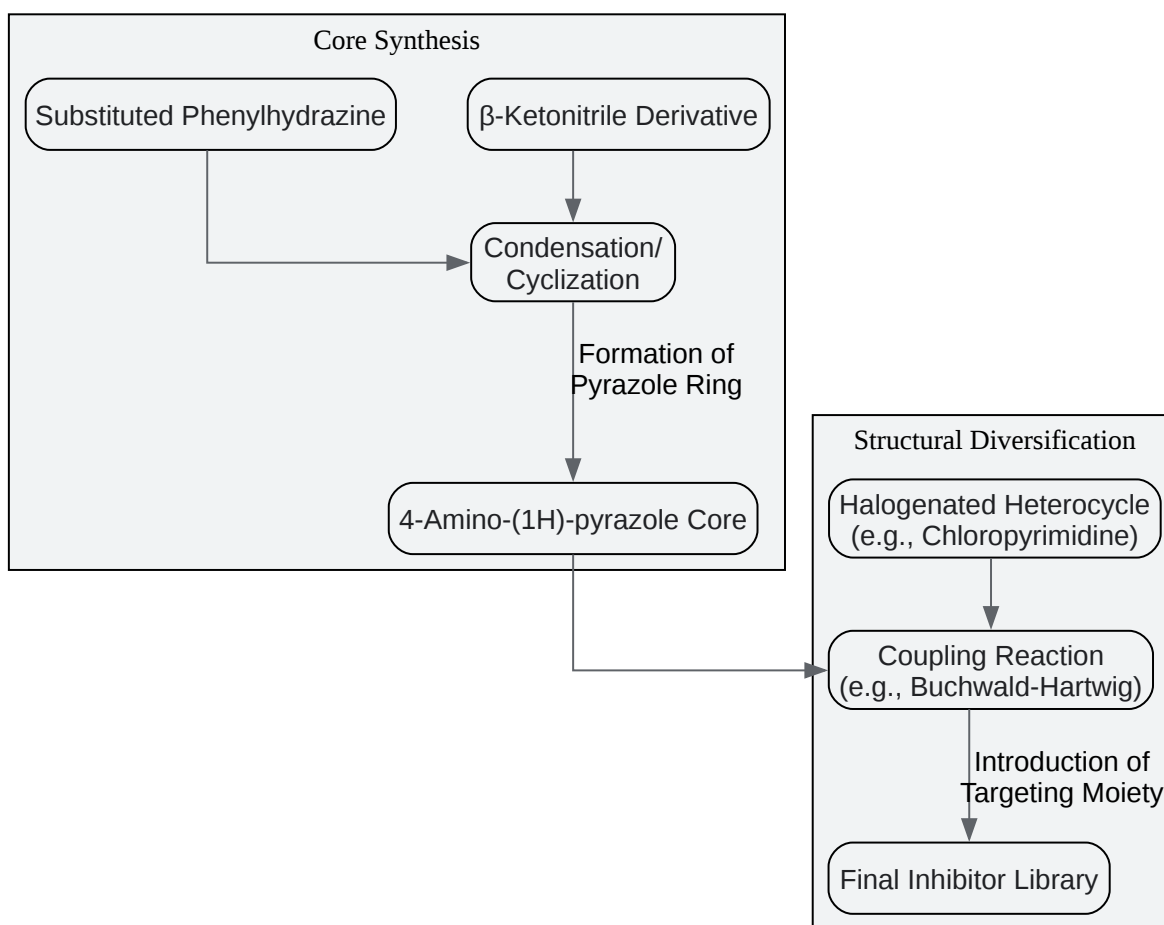 Core Synthesis
Substituted Phenylhydrazine
β-Ketonitrile Derivative
Condensation/
Cyclization
Formation of
Pyrazole Ring
4-Amino-(1H)-pyrazole Core
Structural Diversification
Halogenated Heterocycle
(e.g., Chloropyrimidine)
Coupling Reaction
(e.g., Buchwald-Hartwig)
Introduction of
Targeting Moiety
Final Inhibitor Library